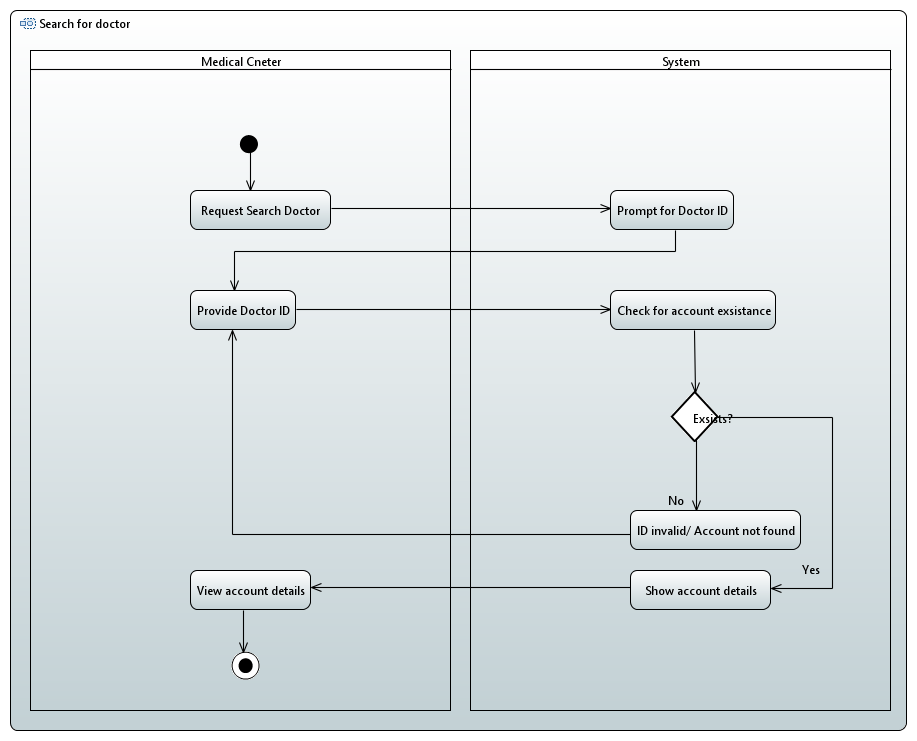 Search for doctor
Medical Cneter
System
Request Search Doctor
Prompt for Doctor ID
Provide Doctor ID
Check for account exsistance
Exsists?
No
ID invalid/ Account not found
Yes
View account details
Show account details